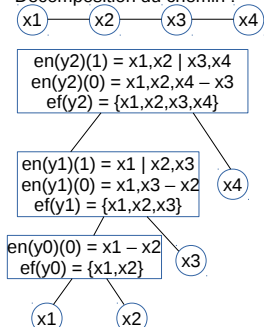 Décomposition du chemin :
x1 x2 x3 x4
en(y2)(1) = x1,x2 | x3,x4
en(y2)(0) = x1,x2,x4 – x3
ef(y2) = {x1,x2,x3,x4}
en(y1)(1) = x1 | x2,x3
en(y1)(0) = x1,x3 – x2
ef(y1) = {x1,x2,x3}
x4
en(y0)(0) = x1 – x2
ef(y0) = {x1,x2}
x3
x1 x2